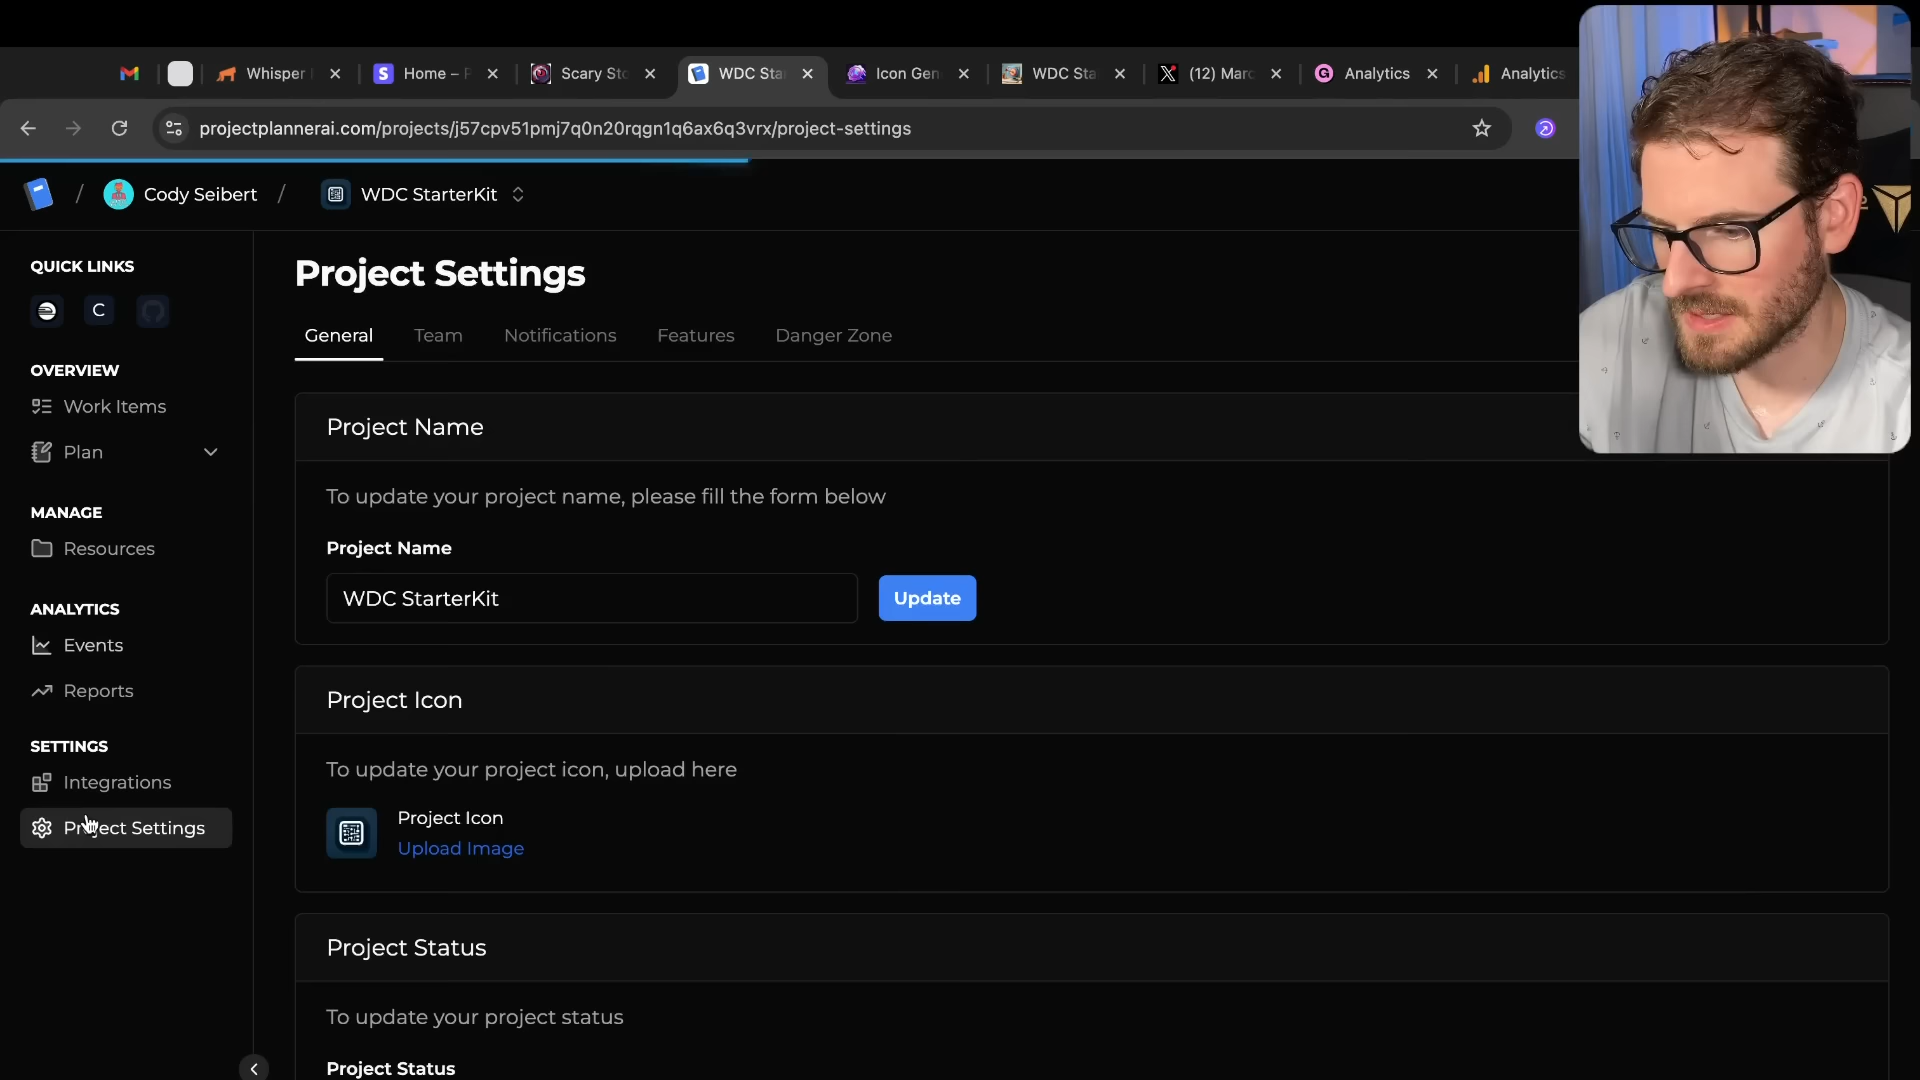 Whisper
Home –
Scary Sto
WDC Sta
Icon Gen
WDC Sta
(12) Marc
Analytics
Analytics
projectplannerai.com/projects/j57cpv51pmj7q0n20rqgn1q6ax6q3vrx/project-settings
/ Cody Seibert / WDC StarterKit
QUICK LINKS
C
OVERVIEW
Work Items
Plan
MANAGE
Resources
ANALYTICS
Events
Reports
SETTINGS
Integrations
Project Settings
Project Settings
General Team Notifications Features Danger Zone
Project Name
To update your project name, please fill the form below
Project Name
WDC StarterKit
Update
Project Icon
To update your project icon, upload here
Project Icon
Upload Image
Project Status
To update your project status
Project Status